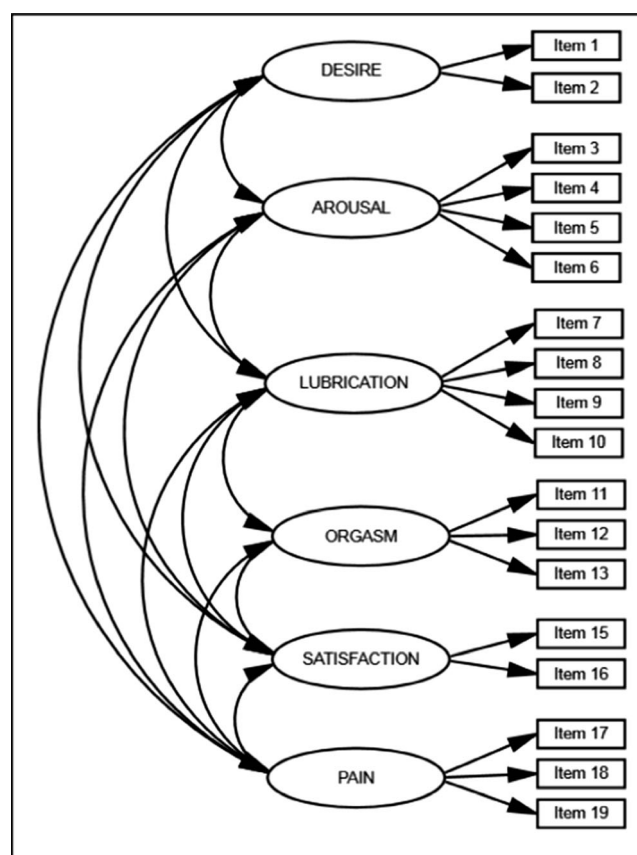 DESIRE
Item 1
Item 2
AROUSAL
Item 3
Item 4
Item 5
Item 6
LUBRICATION
Item 7
Item 8
Item 9
Item 10
ORGASM
Item 11
Item 12
Item 13
SATISFACTION
Item 15
Item 16
PAIN
Item 17
Item 18
Item 19